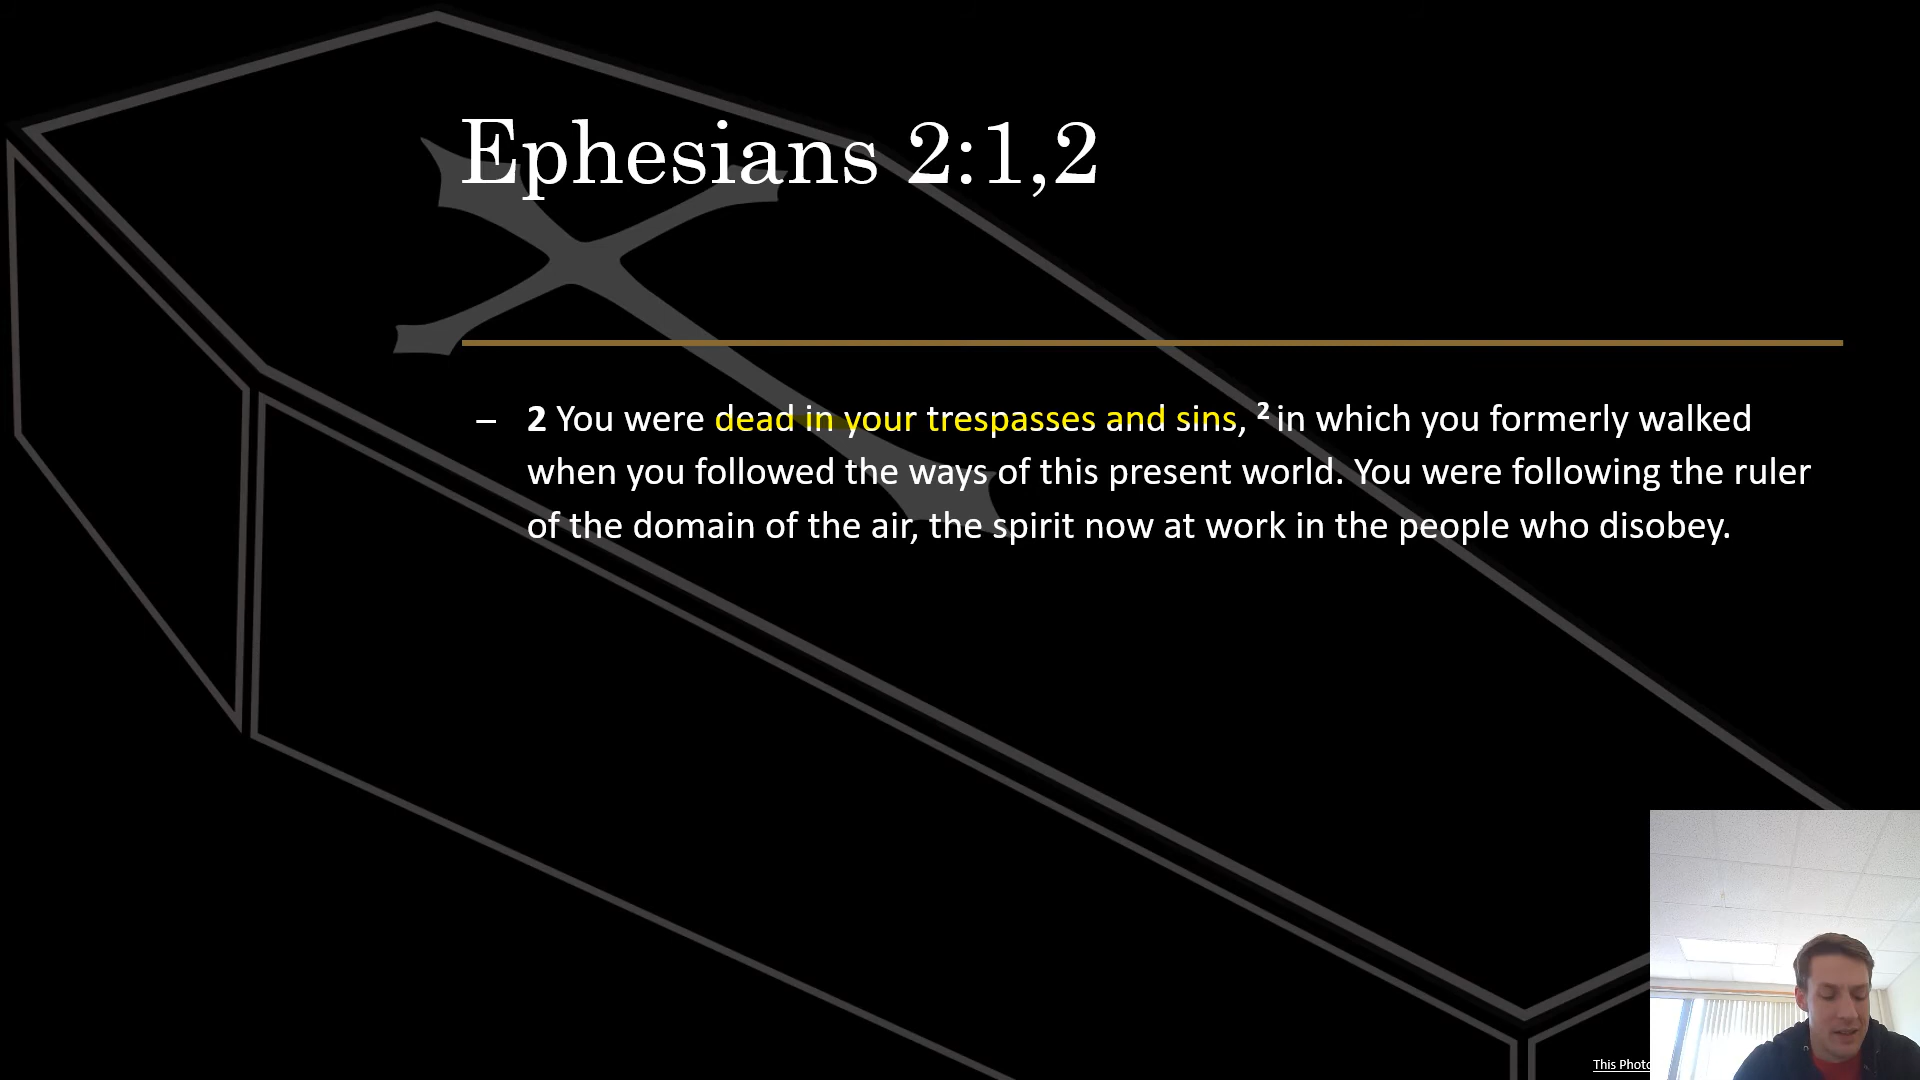 Ephesians 2:1,2
– 2 You were dead in your trespasses and sins, ² in which you formerly walked
when you followed the ways of this present world. You were following the ruler
of the domain of the air, the spirit now at work in the people who disobey.
This Photo